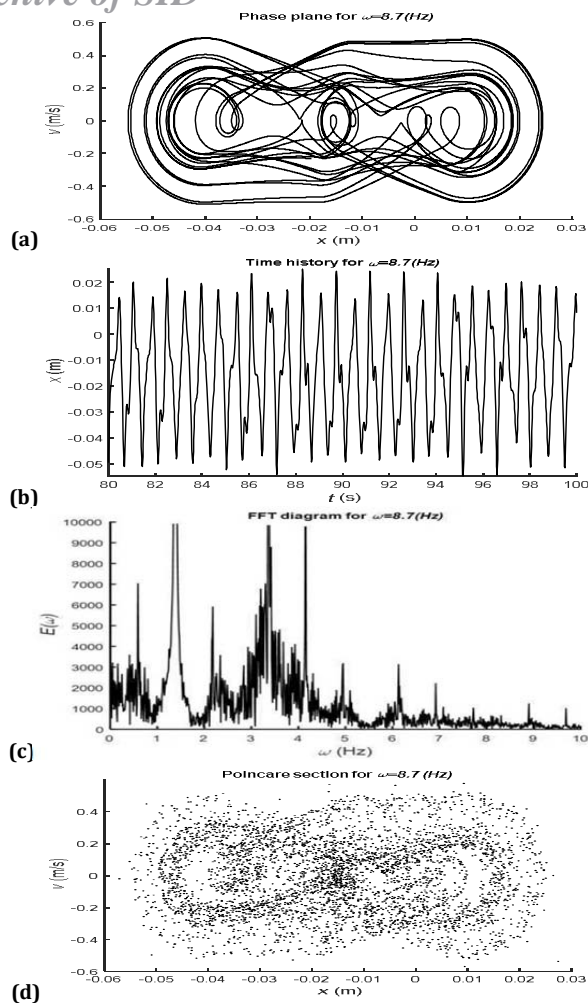 Archive of SID
Phase plane for ω=8.7(Hz)
0.6
0.4
0.2
0
-0.2
-0.4
-0.6
v (m/s)
-0.06 -0.05 -0.04 -0.03 -0.02 -0.01 0 0.01 0.02 0.03
x (m)
(a)
Time history for ω=8.7(Hz)
0.02
0.01
0
-0.01
-0.02
-0.03
-0.04
-0.05
x (m)
80 82 84 86 88 90 92 94 96 98 100
t (s)
(b)
FFT diagram for ω=8.7(Hz)
10000
9000
8000
7000
6000
5000
4000
3000
2000
1000
0
E(ω)
0 1 2 3 4 5 6 7 8 9 10
ω (Hz)
(c)
Poincare section for ω=8.7 (Hz)
0.4
0.2
0
-0.2
-0.4
-0.6
v (m/s)
-0.06 -0.05 -0.04 -0.03 -0.02 -0.01 0 0.01 0.02 0.03
x (m)
(d)